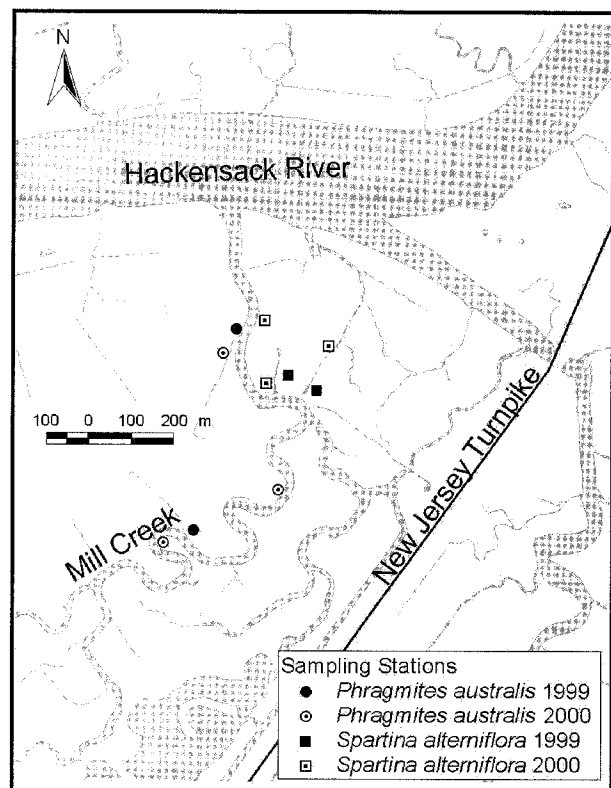 N
Hackensack River
100 0 100 200 m
New Jersey Turnpike
Mill Creek
Sampling Stations
Phragmites australis 1999
Phragmites australis 2000
Spartina alterniflora 1999
Spartina alterniflora 2000